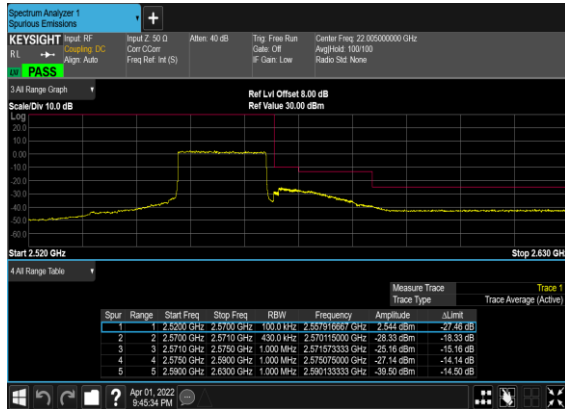 Spectrum Analyzer 1
Spurious Emissions
+
KEYSIGHT
RL
Input: RF
Coupling: DC
Align: Auto
Input Z: 50 Ω
Corr CCorr
Freq Ref: Int (S)
Atten: 40 dB
Trig: Free Run
Gate: Off
IF Gain: Low
Center Freq: 22.005000000 GHz
Avg|Hold: 100/100
Radio Std: None
PASS
3 All Range Graph
Ref Lvl Offset 8.00 dB
Scale/Div 10.0 dB
Ref Value 30.00 dBm
Log
20.0
10.0
0.00
-10.0
-20.0
-30.0
-40.0
-50.0
-60.0
Start 2.520 GHz
Stop 2.630 GHz
4 All Range Table
Measure Trace Trace 1
Trace Type Trace Average (Active)
Spur Range Start Freq Stop Freq RBW Frequency Amplitude ΔLimit
1 1 2.5200 GHz 2.5700 GHz 100.0 kHz 2.557916667 GHz 2.544 dBm -27.46 dB
2 2 2.5700 GHz 2.5710 GHz 430.0 kHz 2.570115000 GHz -28.33 dBm -18.33 dB
3 3 2.5710 GHz 2.5750 GHz 1.000 MHz 2.571573333 GHz -25.16 dBm -15.16 dB
4 4 2.5750 GHz 2.5900 GHz 1.000 MHz 2.575075000 GHz -27.14 dBm -14.14 dB
5 5 2.5900 GHz 2.6300 GHz 1.000 MHz 2.590133333 GHz -39.50 dBm -14.50 dB
?
Apr 01, 2022
9:45:34 PM